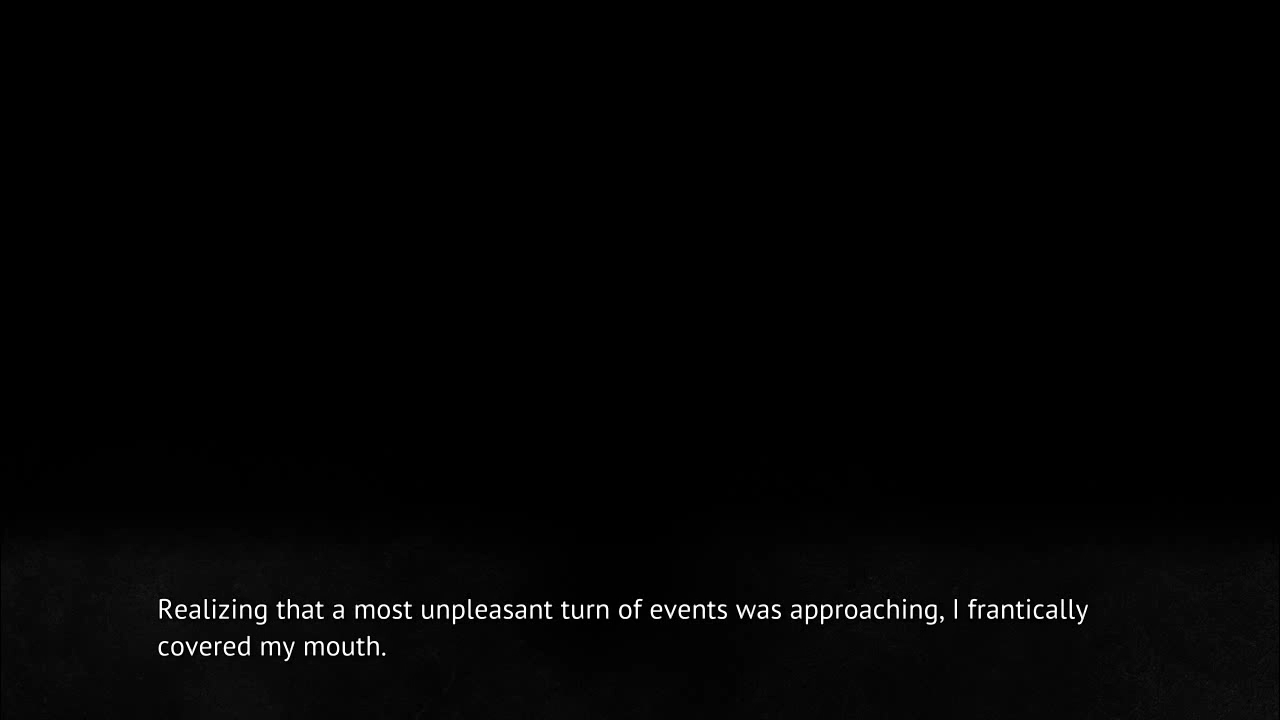 Realizing that a most unpleasant turn of events was approaching, I frantically
covered my mouth.